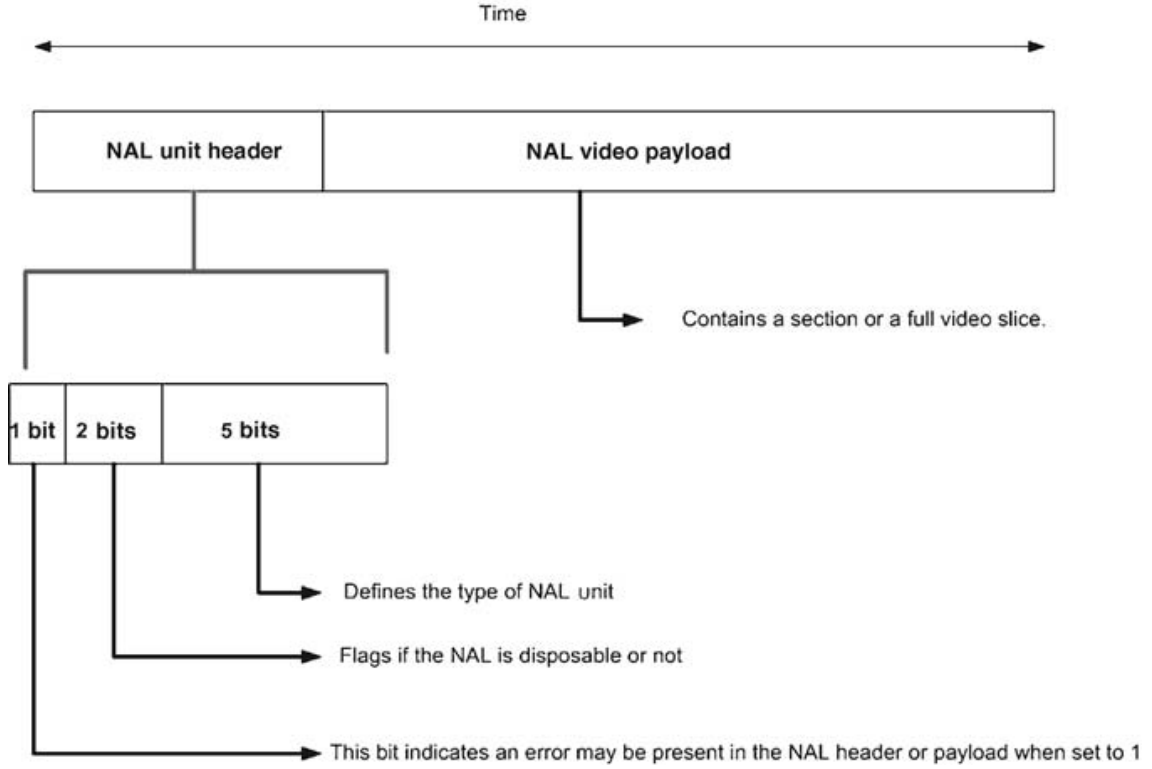 Time
NAL unit header
NAL video payload
Contains a section or a full video slice.
1 bit
2 bits
5 bits
Defines the type of NAL unit
Flags if the NAL is disposable or not
This bit indicates an error may be present in the NAL header or payload when set to 1